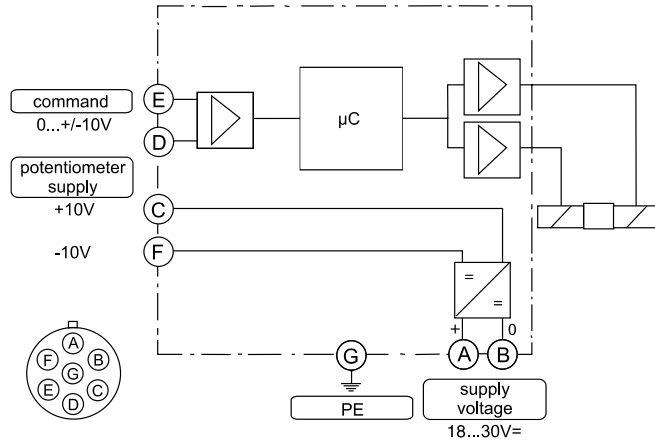 command
0...+/-10V
potentiometer
supply
+10V
-10V
E
D
C
F
µC
=
=
+
0
A
B
G
PE
supply
voltage
18...30V=
A
F
B
G
E
C
D